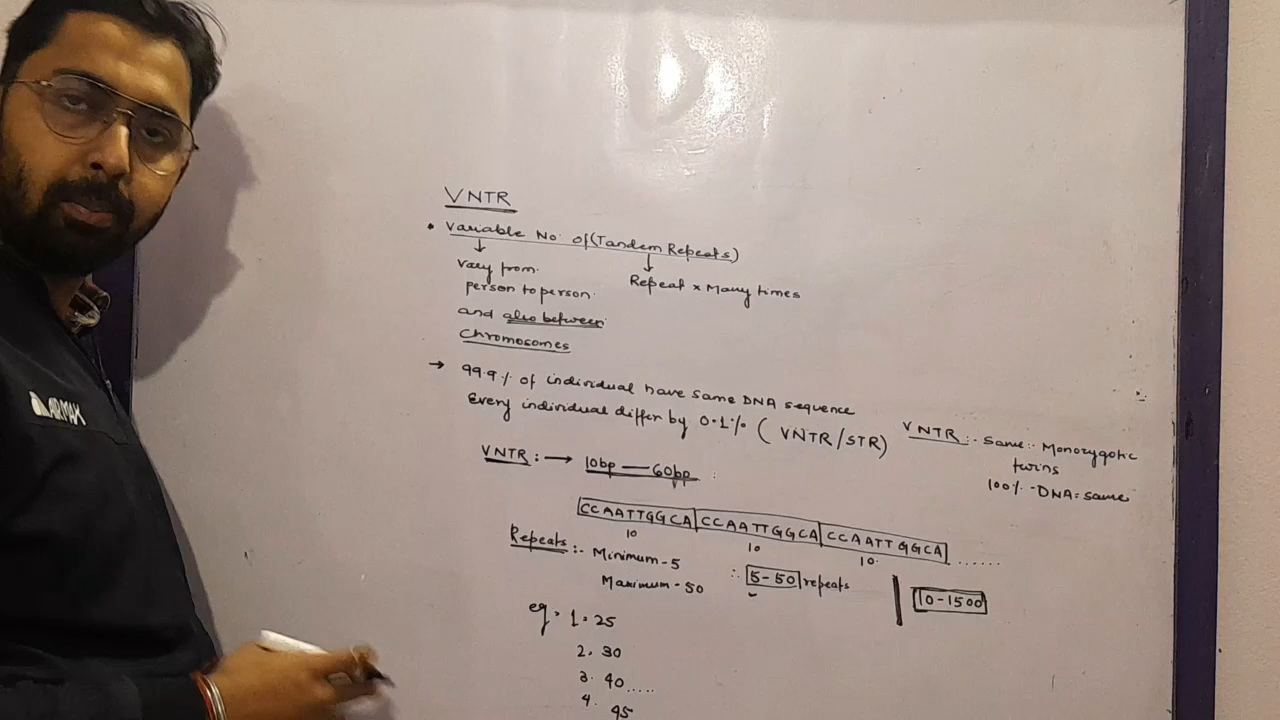 VNTR
• Variable No. of (Tandem Repeats)
↓ ↓
Vary from
person to person
and also between
chromosomes
Repeat × Many times
→ 99.9% of individual have same DNA sequence
Every individual differ by 0.1% ( VNTR/STR)
VNTR :- Same :- Monozygotic
twins
100% - DNA = same
VNTR : → 10bp — 60bp :
CCAATTGGCA CCAATTGGCA CCAATTGGCA ......
10 10 10
Repeats :- Minimum - 5
Maximum - 50
∴ 5-50 repeats
10-1500
eg. 1. 25
2. 30
3. 40 .....
4. 45
AIRMAX